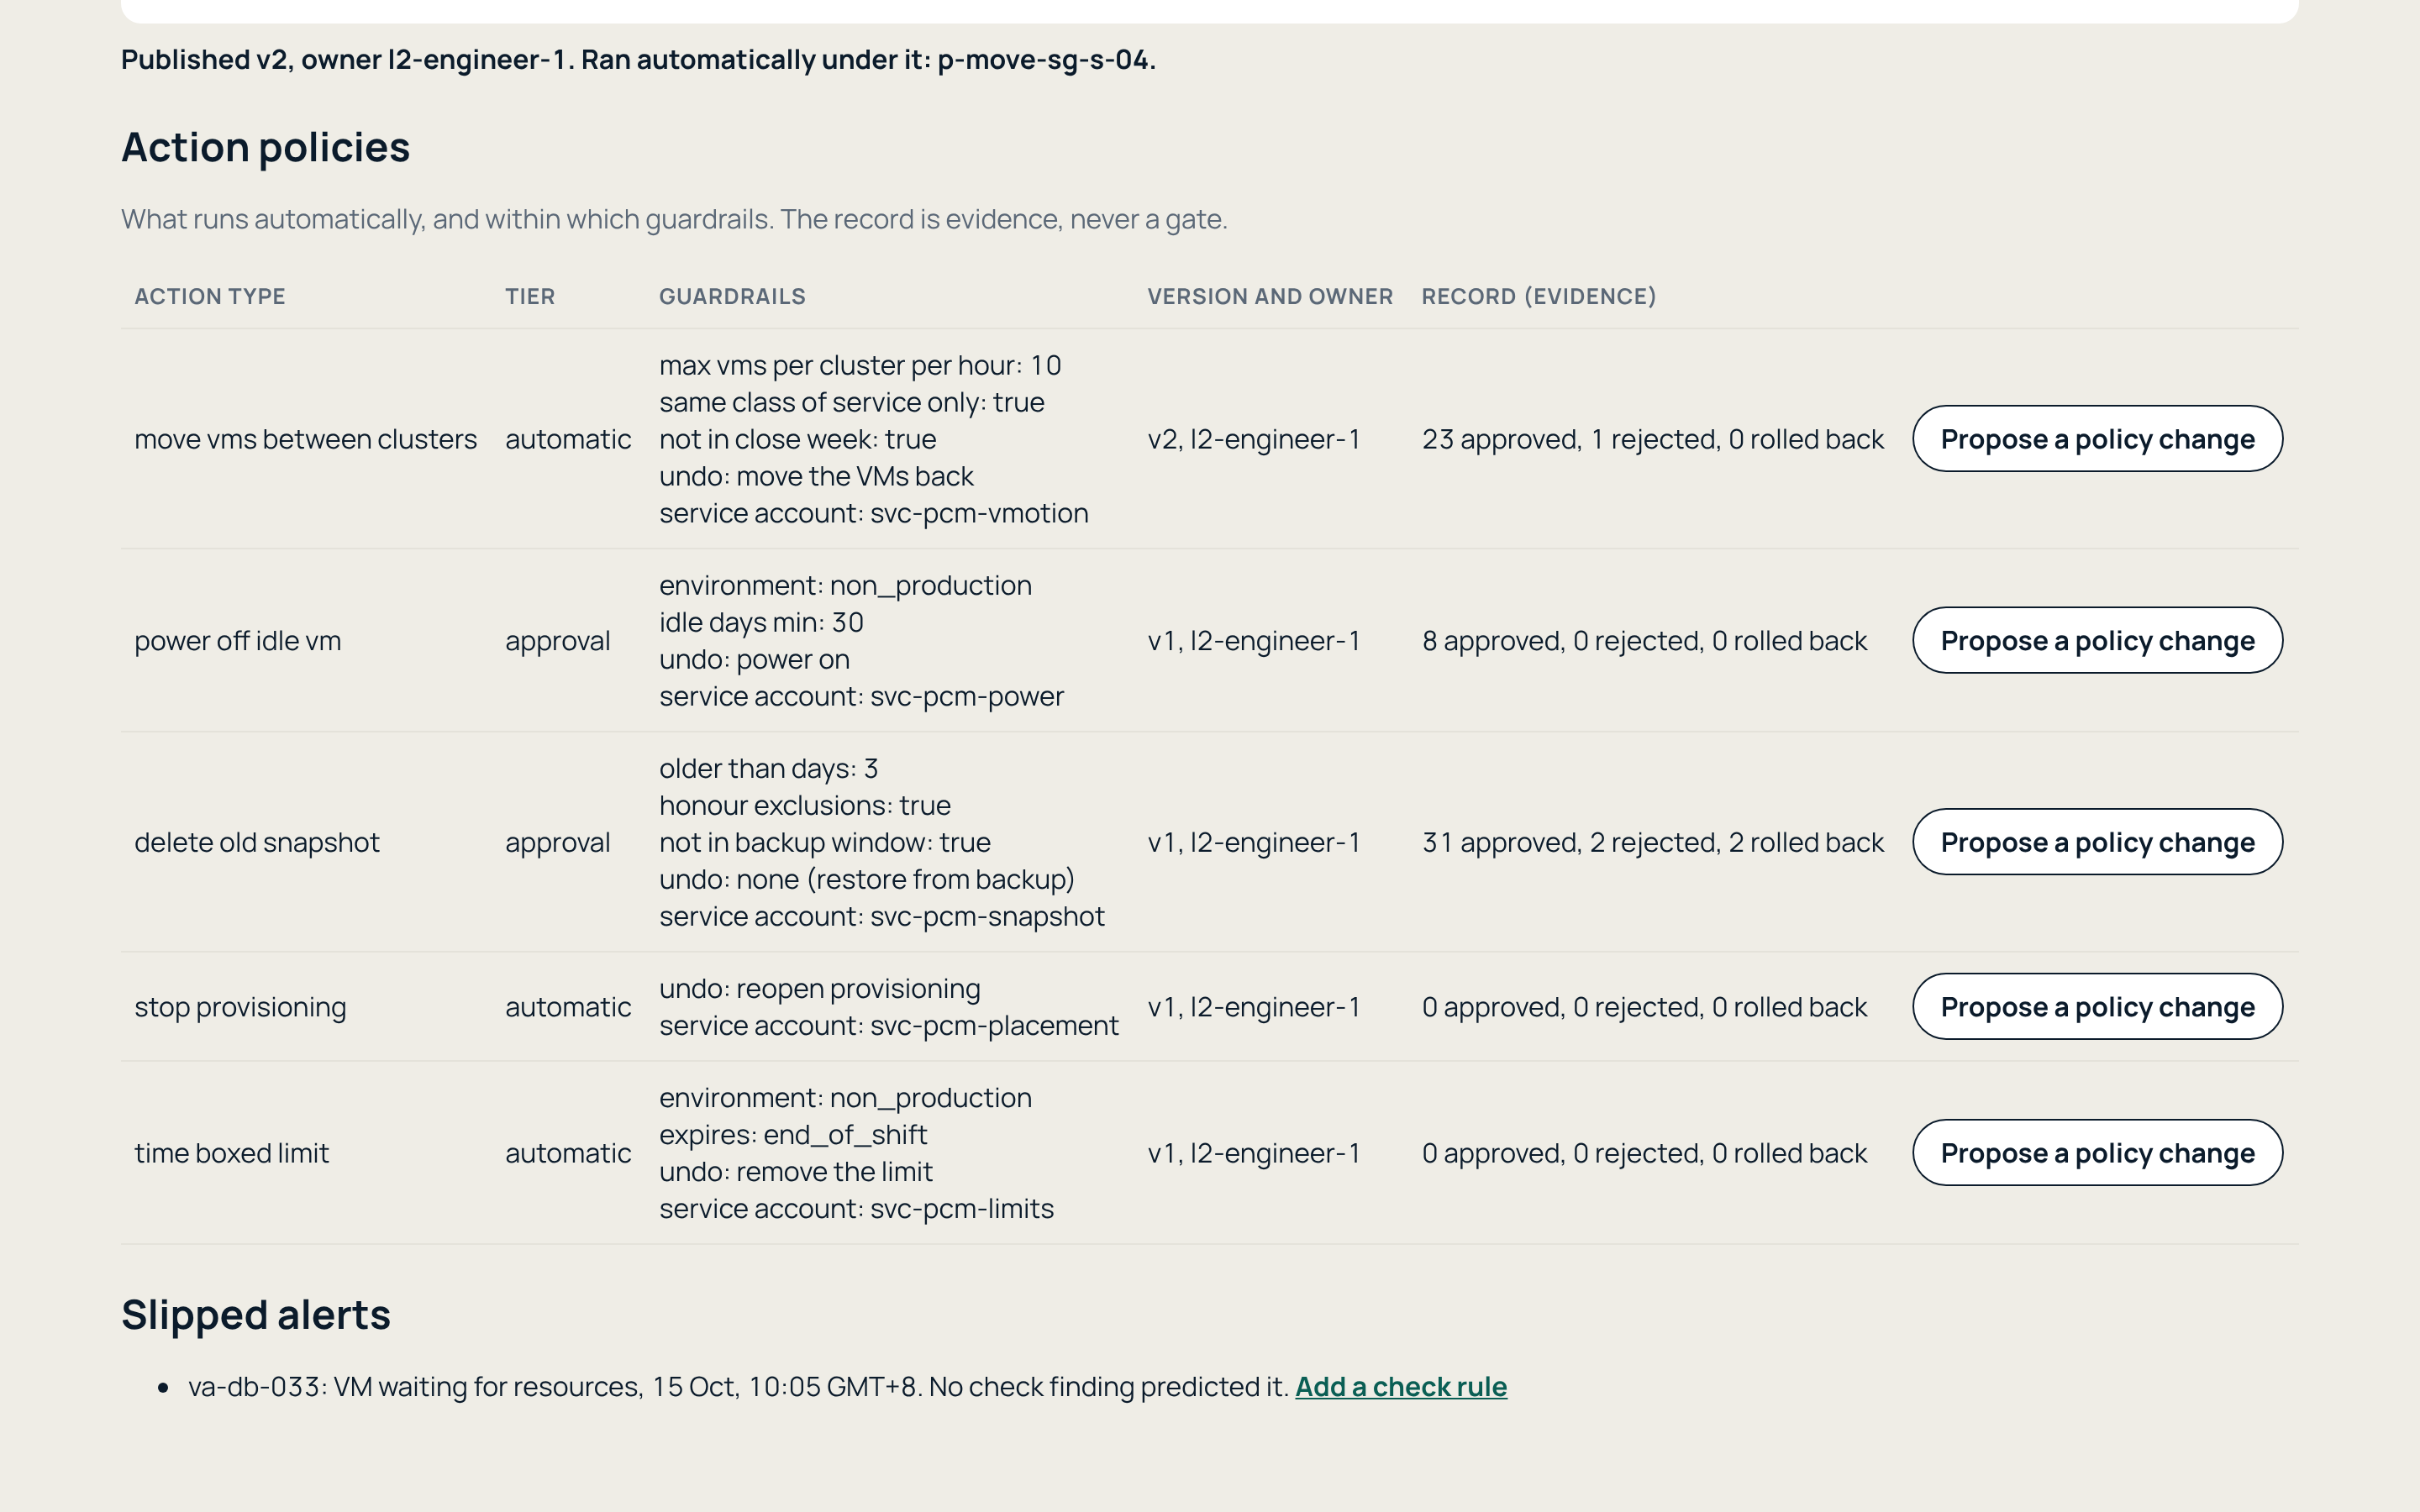 Published v2, owner l2-engineer-1. Ran automatically under it: p-move-sg-s-04.
Action policies
What runs automatically, and within which guardrails. The record is evidence, never a gate.
ACTION TYPE TIER GUARDRAILS VERSION AND OWNER RECORD (EVIDENCE)
max vms per cluster per hour: 10
same class of service only: true
move vms between clusters automatic not in close week: true v2, l2-engineer-1 23 approved, 1 rejected, 0 rolled back Propose a policy change
undo: move the VMs back
service account: svc-pcm-vmotion
environment: non_production
idle days min: 30
power off idle vm approval v1, l2-engineer-1 8 approved, 0 rejected, 0 rolled back Propose a policy change
undo: power on
service account: svc-pcm-power
older than days: 3
honour exclusions: true
delete old snapshot approval not in backup window: true v1, l2-engineer-1 31 approved, 2 rejected, 2 rolled back Propose a policy change
undo: none (restore from backup)
service account: svc-pcm-snapshot
undo: reopen provisioning
stop provisioning automatic v1, l2-engineer-1 0 approved, 0 rejected, 0 rolled back Propose a policy change
service account: svc-pcm-placement
environment: non_production
expires: end_of_shift
time boxed limit automatic v1, l2-engineer-1 0 approved, 0 rejected, 0 rolled back Propose a policy change
undo: remove the limit
service account: svc-pcm-limits
Slipped alerts
• va-db-033: VM waiting for resources, 15 Oct, 10:05 GMT+8. No check finding predicted it. Add a check rule